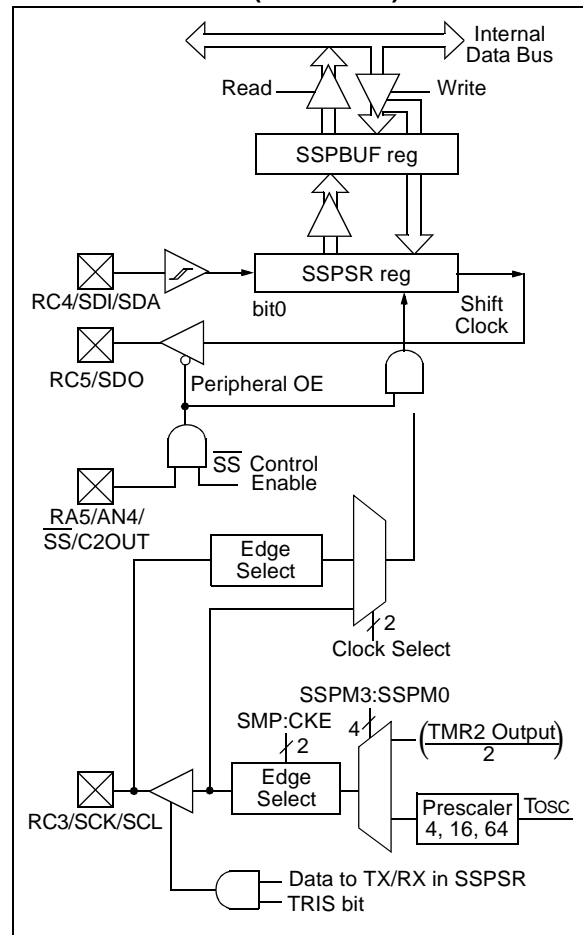 Internal
Data Bus
Read
Write
SSPBUF reg
SSPSR reg
RC4/SDI/SDA
bit0
Shift
Clock
RC5/SDO
Peripheral OE
SS Control
Enable
RA5/AN4/
SS/C2OUT
Edge
Select
2
Clock Select
SSPM3:SSPM0
SMP:CKE
4
2
(TMR2 Output)
2
Edge
Select
RC3/SCK/SCL
Prescaler
4, 16, 64
TOSC
Data to TX/RX in SSPSR
TRIS bit